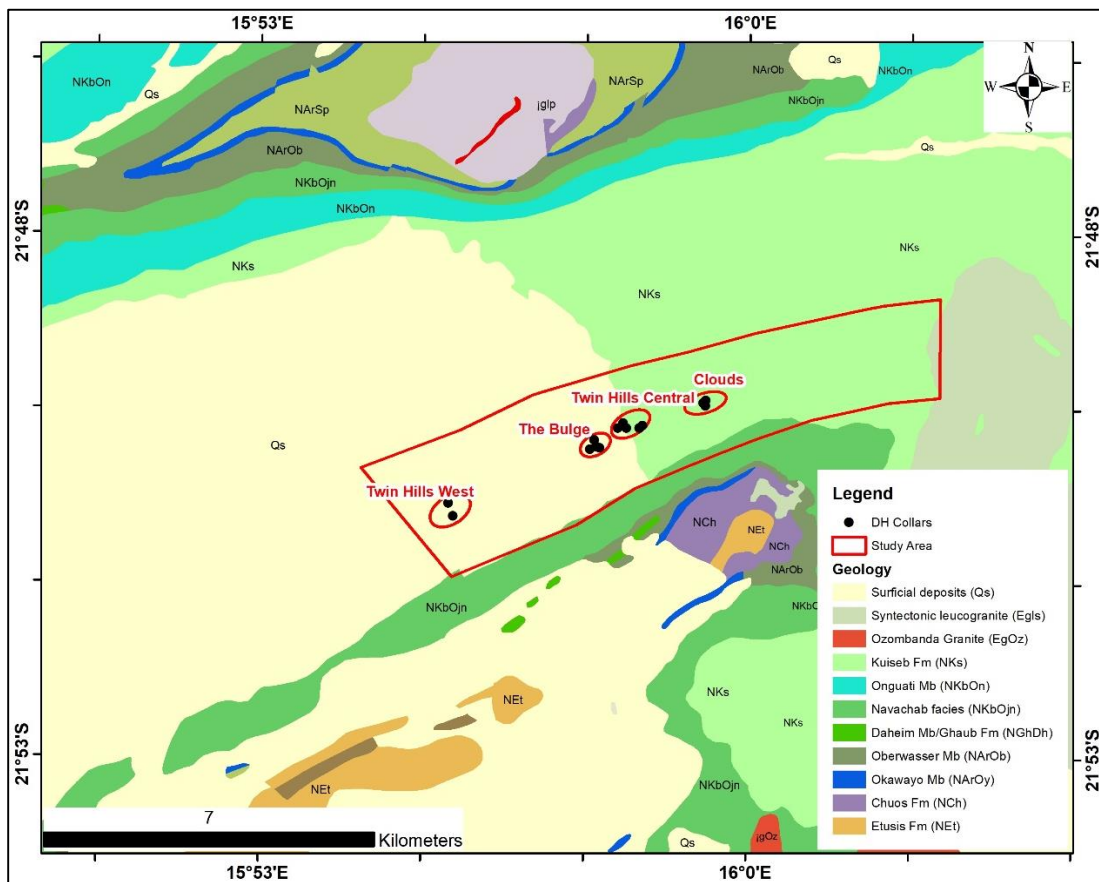 15°53'E
16°0'E
N
W
E
S
NKbOn
Qs
NArSp
NArOb
NKbOjn
NKbOn
¡glp
NArSp
NArOb
Qs
NKbOjn
NKbOn
Qs
NKs
NKs
NKs
21°48'S
21°48'S
Clouds
Twin Hills Central
The Bulge
Twin Hills West
Qs
NKbOjn
NCh
NEt
NCh
NArOb
NKbO
NKs
NKs
NEt
NEt
NKbOjn
Qs
¡gOz
21°53'S
21°53'S
Legend
DH Collars
Study Area
Geology
Surficial deposits (Qs)
Syntectonic leucogranite (Egls)
Ozombanda Granite (EgOz)
Kuiseb Fm (NKs)
Onguati Mb (NKbOn)
Navachab facies (NKbOjn)
Daheim Mb/Ghaub Fm (NGhDh)
Oberwasser Mb (NArOb)
Okawayo Mb (NArOy)
Chuos Fm (NCh)
Etusis Fm (NEt)
7
Kilometers
15°53'E
16°0'E